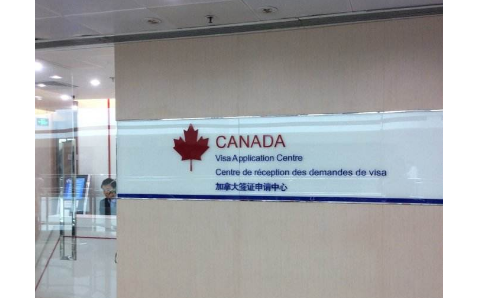 CANADA
Visa Application Centre
Centre de réception des demandes de visa
加拿大签证申请中心